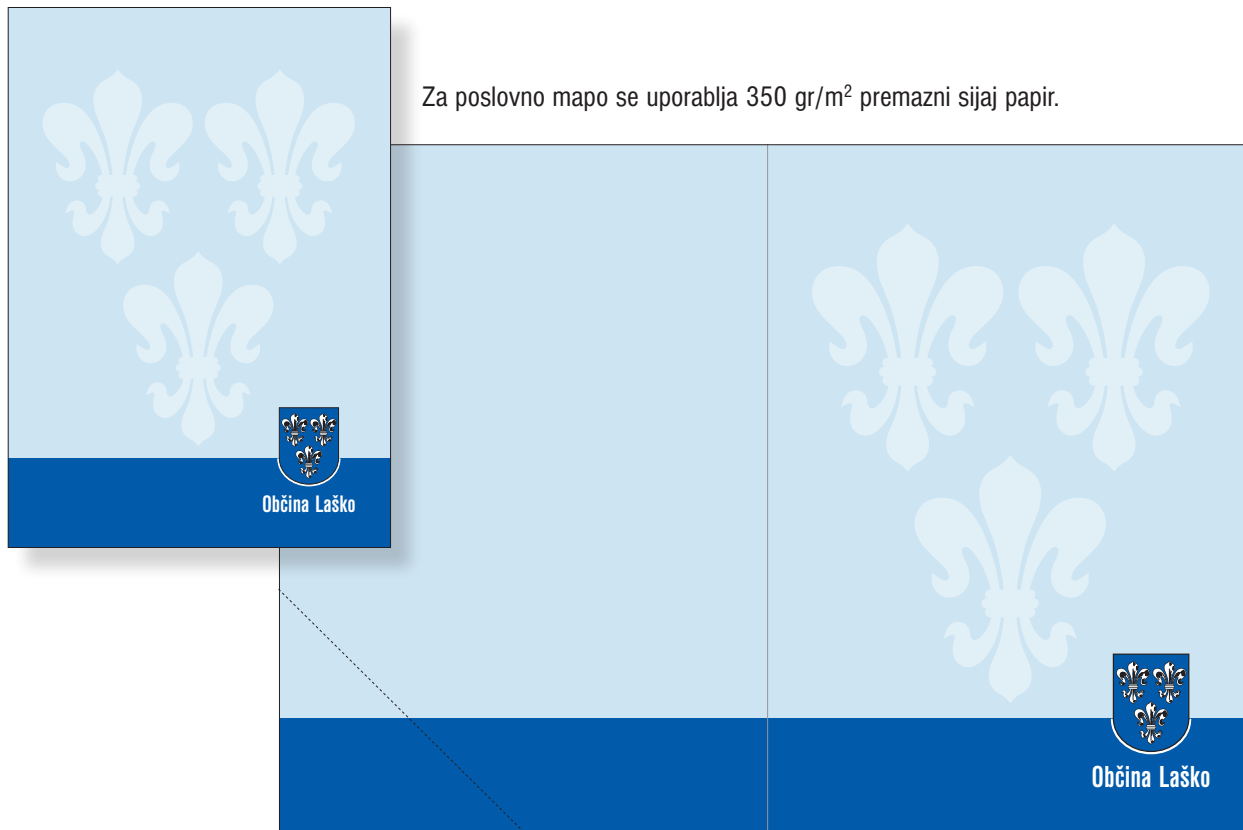 Za poslovno mapo se uporablja 350 gr/m² premazni sijaj papir.
Občina Laško
Občina Laško